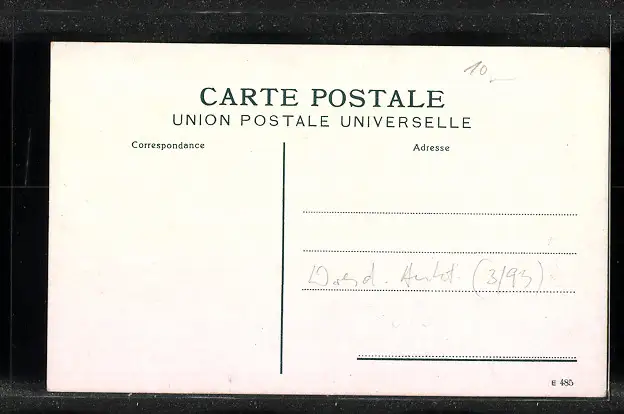 10,-
CARTE POSTALE
UNION POSTALE UNIVERSELLE
Correspondance
Adresse
(3/93)
E 485